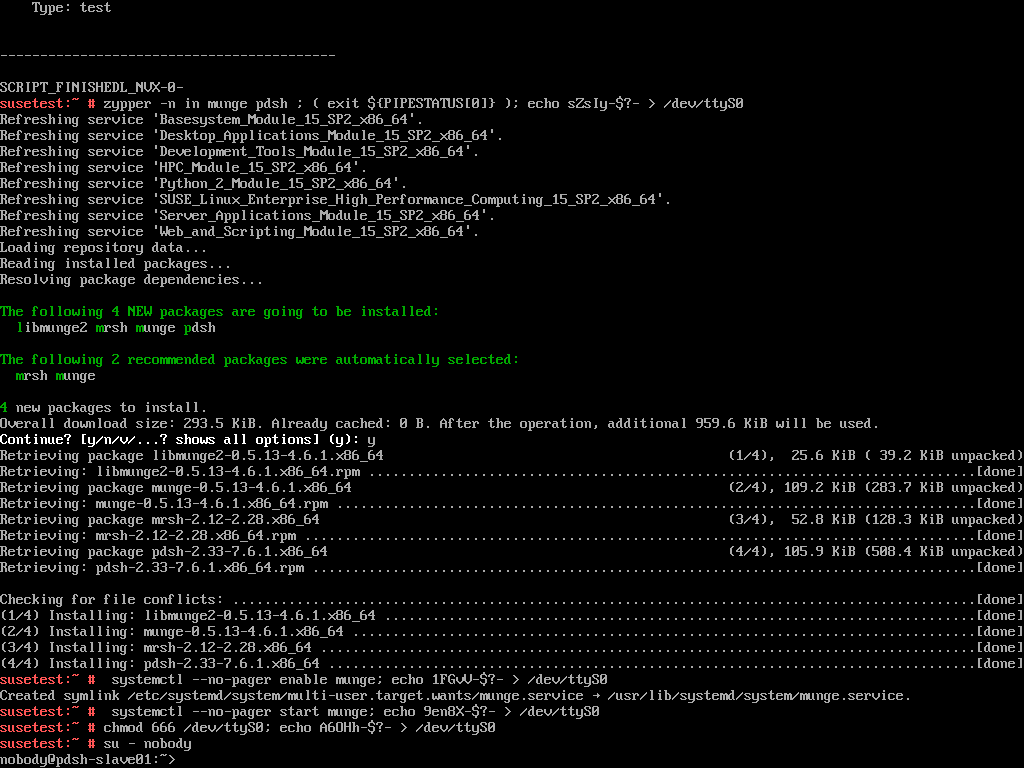 Type: test
------------------------------------------
SCRIPT_FINISHEDL_NVX-0-
susetest:~ # zypper -n in munge pdsh ; ( exit ${PIPESTATUS[0]} ); echo sZsIy-$?- > /dev/ttyS0
Refreshing service 'Basesystem_Module_15_SP2_x86_64'.
Refreshing service 'Desktop_Applications_Module_15_SP2_x86_64'.
Refreshing service 'Development_Tools_Module_15_SP2_x86_64'.
Refreshing service 'HPC_Module_15_SP2_x86_64'.
Refreshing service 'Python_2_Module_15_SP2_x86_64'.
Refreshing service 'SUSE_Linux_Enterprise_High_Performance_Computing_15_SP2_x86_64'.
Refreshing service 'Server_Applications_Module_15_SP2_x86_64'.
Refreshing service 'Web_and_Scripting_Module_15_SP2_x86_64'.
Loading repository data...
Reading installed packages...
Resolving package dependencies...
The following 4 NEW packages are going to be installed:
  libmunge2 mrsh munge pdsh
The following 2 recommended packages were automatically selected:
  mrsh munge
4 new packages to install.
Overall download size: 293.5 KiB. Already cached: 0 B. After the operation, additional 959.6 KiB will be used.
Continue? [y/n/v/...? shows all options] (y): y
Retrieving package libmunge2-0.5.13-4.6.1.x86_64                                           (1/4),  25.6 KiB ( 39.2 KiB unpacked)
Retrieving: libmunge2-0.5.13-4.6.1.x86_64.rpm ............................................................................[done]
Retrieving package munge-0.5.13-4.6.1.x86_64                                               (2/4), 109.2 KiB (283.7 KiB unpacked)
Retrieving: munge-0.5.13-4.6.1.x86_64.rpm ................................................................................[done]
Retrieving package mrsh-2.12-2.28.x86_64                                                   (3/4),  52.8 KiB (128.3 KiB unpacked)
Retrieving: mrsh-2.12-2.28.x86_64.rpm ....................................................................................[done]
Retrieving package pdsh-2.33-7.6.1.x86_64                                                  (4/4), 105.9 KiB (508.4 KiB unpacked)
Retrieving: pdsh-2.33-7.6.1.x86_64.rpm ...................................................................................[done]
Checking for file conflicts: .............................................................................................[done]
(1/4) Installing: libmunge2-0.5.13-4.6.1.x86_64 ..........................................................................[done]
(2/4) Installing: munge-0.5.13-4.6.1.x86_64 ..............................................................................[done]
(3/4) Installing: mrsh-2.12-2.28.x86_64 ..................................................................................[done]
(4/4) Installing: pdsh-2.33-7.6.1.x86_64 .................................................................................[done]
susetest:~ #  systemctl --no-pager enable munge; echo 1FGvV-$?- > /dev/ttyS0
Created symlink /etc/systemd/system/multi-user.target.wants/munge.service → /usr/lib/systemd/system/munge.service.
susetest:~ #  systemctl --no-pager start munge; echo 9en8X-$?- > /dev/ttyS0
susetest:~ # chmod 666 /dev/ttyS0; echo A6OHh-$?- > /dev/ttyS0
susetest:~ # su - nobody
nobody@pdsh-slave01:~>